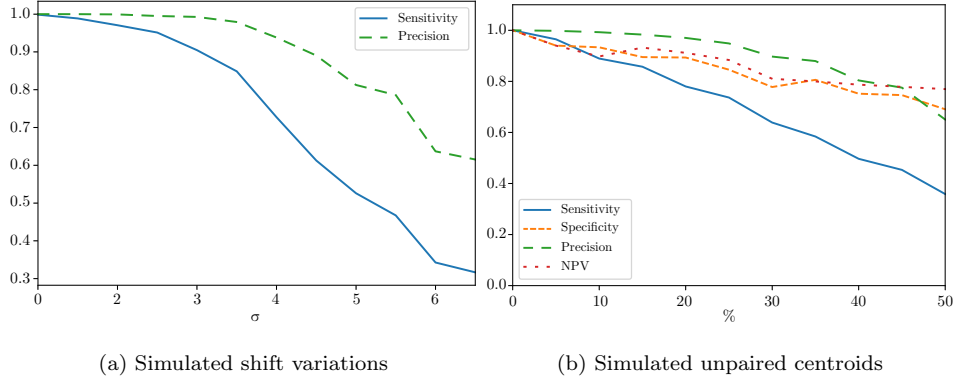 1.0
0.9
0.8
0.7
0.6
0.5
0.4
0.3
0 2 3 4 5 6
σ
Sensitivity
Precision
(a) Simulated shift variations
1.0
0.8
0.6
0.4
0.2
0.0
0 10 20 30 40 50
%
Sensitivity
Specificity
Precision
NPV
(b) Simulated unpaired centroids